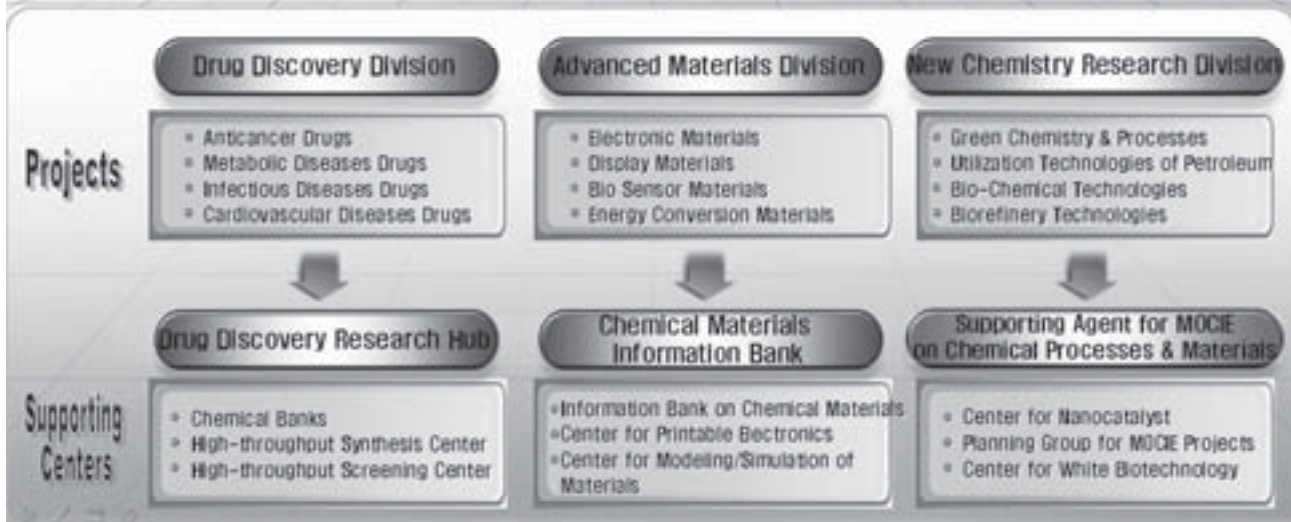 Drug Discovery Division
Advanced Materials Division
New Chemistry Research Division
Projects
• Anticancer Drugs
• Metabolic Diseases Drugs
• Infectious Diseases Drugs
• Cardiovascular Diseases Drugs
• Electronic Materials
• Display Materials
• Bio Sensor Materials
• Energy Conversion Materials
• Green Chemistry & Processes
• Utilization Technologies of Petroleum
• Bio-Chemical Technologies
• Biorefinery Technologies
Drug Discovery Research Hub
Chemical Materials
Information Bank
Supporting Agent for MOCIE
on Chemical Processes & Materials
Supporting
Centers
• Chemical Banks
• High-throughput Synthesis Center
• High-throughput Screening Center
• Information Bank on Chemical Materials
• Center for Printable Electronics
• Center for Modeling/Simulation of
Materials
• Center for Nanocatalyst
• Planning Group for MOCIE Projects
• Center for White Biotechnology